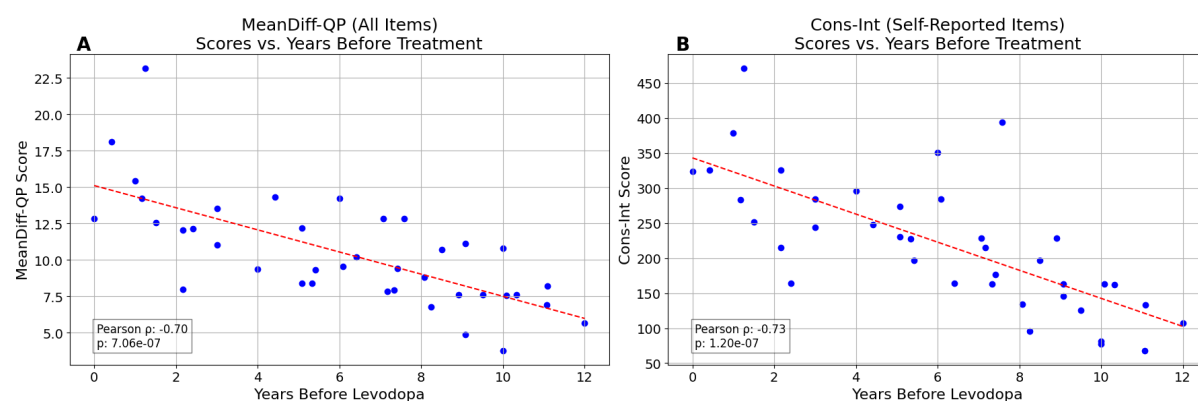 A
MeanDiff-QP (All Items)
Scores vs. Years Before Treatment
MeanDiff-QP Score
22.5
20.0
17.5
15.0
12.5
10.0
7.5
5.0
Pearson ρ: -0.70
p: 7.06e-07
0 2 4 6 8 10 12
Years Before Levodopa
B
Cons-Int (Self-Reported Items)
Scores vs. Years Before Treatment
Cons-Int Score
450
400
350
300
250
200
150
100
50
Pearson ρ: -0.73
p: 1.20e-07
0 2 4 6 8 10 12
Years Before Levodopa